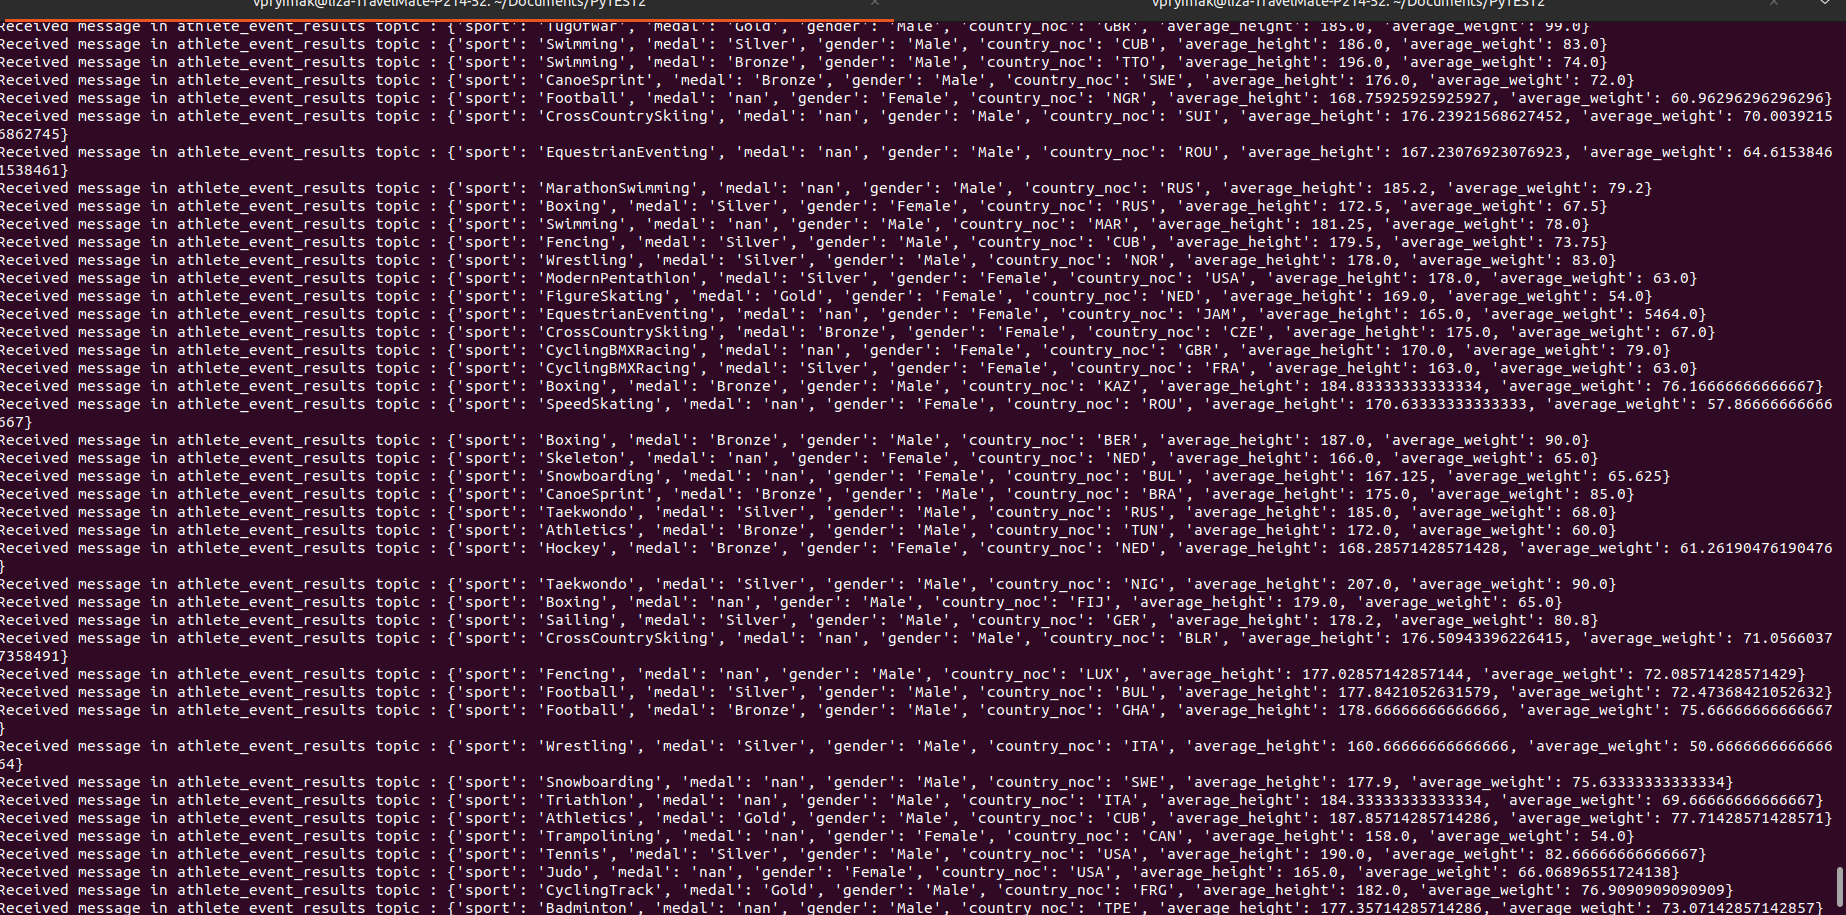 vpryimak@liza-TravelMate-P214-52: ~/Documents/PyTEST2 vpryimak@liza-TravelMate-P214-52: ~/Documents/PyTEST2
Received message in athlete_event_results topic : {'sport': 'TugOfWar', 'medal': 'Gold', 'gender': 'Male', 'country_noc': 'GBR', 'average_height': 185.0, 'average_weight': 99.0}
Received message in athlete_event_results topic : {'sport': 'Swimming', 'medal': 'Silver', 'gender': 'Male', 'country_noc': 'CUB', 'average_height': 186.0, 'average_weight': 83.0}
Received message in athlete_event_results topic : {'sport': 'Swimming', 'medal': 'Bronze', 'gender': 'Male', 'country_noc': 'TTO', 'average_height': 196.0, 'average_weight': 74.0}
Received message in athlete_event_results topic : {'sport': 'CanoeSprint', 'medal': 'Bronze', 'gender': 'Male', 'country_noc': 'SWE', 'average_height': 176.0, 'average_weight': 72.0}
Received message in athlete_event_results topic : {'sport': 'Football', 'medal': 'nan', 'gender': 'Female', 'country_noc': 'NGR', 'average_height': 168.75925925925927, 'average_weight': 60.96296296296296}
Received message in athlete_event_results topic : {'sport': 'CrossCountrySkiing', 'medal': 'nan', 'gender': 'Male', 'country_noc': 'SUI', 'average_height': 176.23921568627452, 'average_weight': 70.0039215
6862745}
Received message in athlete_event_results topic : {'sport': 'EquestrianEventing', 'medal': 'nan', 'gender': 'Male', 'country_noc': 'ROU', 'average_height': 167.23076923076923, 'average_weight': 64.6153846
1538461}
Received message in athlete_event_results topic : {'sport': 'MarathonSwimming', 'medal': 'nan', 'gender': 'Male', 'country_noc': 'RUS', 'average_height': 185.2, 'average_weight': 79.2}
Received message in athlete_event_results topic : {'sport': 'Boxing', 'medal': 'Silver', 'gender': 'Female', 'country_noc': 'RUS', 'average_height': 172.5, 'average_weight': 67.5}
Received message in athlete_event_results topic : {'sport': 'Swimming', 'medal': 'nan', 'gender': 'Male', 'country_noc': 'MAR', 'average_height': 181.25, 'average_weight': 78.0}
Received message in athlete_event_results topic : {'sport': 'Fencing', 'medal': 'Silver', 'gender': 'Male', 'country_noc': 'CUB', 'average_height': 179.5, 'average_weight': 73.75}
Received message in athlete_event_results topic : {'sport': 'Wrestling', 'medal': 'Silver', 'gender': 'Male', 'country_noc': 'NOR', 'average_height': 178.0, 'average_weight': 83.0}
Received message in athlete_event_results topic : {'sport': 'ModernPentathlon', 'medal': 'Silver', 'gender': 'Female', 'country_noc': 'USA', 'average_height': 178.0, 'average_weight': 63.0}
Received message in athlete_event_results topic : {'sport': 'FigureSkating', 'medal': 'Gold', 'gender': 'Female', 'country_noc': 'NED', 'average_height': 169.0, 'average_weight': 54.0}
Received message in athlete_event_results topic : {'sport': 'EquestrianEventing', 'medal': 'nan', 'gender': 'Female', 'country_noc': 'JAM', 'average_height': 165.0, 'average_weight': 5464.0}
Received message in athlete_event_results topic : {'sport': 'CrossCountrySkiing', 'medal': 'Bronze', 'gender': 'Female', 'country_noc': 'CZE', 'average_height': 175.0, 'average_weight': 67.0}
Received message in athlete_event_results topic : {'sport': 'CyclingBMXRacing', 'medal': 'nan', 'gender': 'Female', 'country_noc': 'GBR', 'average_height': 170.0, 'average_weight': 79.0}
Received message in athlete_event_results topic : {'sport': 'CyclingBMXRacing', 'medal': 'Silver', 'gender': 'Female', 'country_noc': 'FRA', 'average_height': 163.0, 'average_weight': 63.0}
Received message in athlete_event_results topic : {'sport': 'Boxing', 'medal': 'Bronze', 'gender': 'Male', 'country_noc': 'KAZ', 'average_height': 184.83333333333334, 'average_weight': 76.16666666666667}
Received message in athlete_event_results topic : {'sport': 'SpeedSkating', 'medal': 'nan', 'gender': 'Female', 'country_noc': 'ROU', 'average_height': 170.63333333333333, 'average_weight': 57.86666666666
667}
Received message in athlete_event_results topic : {'sport': 'Boxing', 'medal': 'Bronze', 'gender': 'Male', 'country_noc': 'BER', 'average_height': 187.0, 'average_weight': 90.0}
Received message in athlete_event_results topic : {'sport': 'Skeleton', 'medal': 'nan', 'gender': 'Female', 'country_noc': 'NED', 'average_height': 166.0, 'average_weight': 65.0}
Received message in athlete_event_results topic : {'sport': 'Snowboarding', 'medal': 'nan', 'gender': 'Female', 'country_noc': 'BUL', 'average_height': 167.125, 'average_weight': 65.625}
Received message in athlete_event_results topic : {'sport': 'CanoeSprint', 'medal': 'Bronze', 'gender': 'Male', 'country_noc': 'BRA', 'average_height': 175.0, 'average_weight': 85.0}
Received message in athlete_event_results topic : {'sport': 'Taekwondo', 'medal': 'Silver', 'gender': 'Male', 'country_noc': 'RUS', 'average_height': 185.0, 'average_weight': 68.0}
Received message in athlete_event_results topic : {'sport': 'Athletics', 'medal': 'Bronze', 'gender': 'Male', 'country_noc': 'TUN', 'average_height': 172.0, 'average_weight': 60.0}
Received message in athlete_event_results topic : {'sport': 'Hockey', 'medal': 'Bronze', 'gender': 'Female', 'country_noc': 'NED', 'average_height': 168.28571428571428, 'average_weight': 61.26190476190476
}
Received message in athlete_event_results topic : {'sport': 'Taekwondo', 'medal': 'Silver', 'gender': 'Male', 'country_noc': 'NIG', 'average_height': 207.0, 'average_weight': 90.0}
Received message in athlete_event_results topic : {'sport': 'Boxing', 'medal': 'nan', 'gender': 'Male', 'country_noc': 'FIJ', 'average_height': 179.0, 'average_weight': 65.0}
Received message in athlete_event_results topic : {'sport': 'Sailing', 'medal': 'Silver', 'gender': 'Male', 'country_noc': 'GER', 'average_height': 178.2, 'average_weight': 80.8}
Received message in athlete_event_results topic : {'sport': 'CrossCountrySkiing', 'medal': 'nan', 'gender': 'Male', 'country_noc': 'BLR', 'average_height': 176.50943396226415, 'average_weight': 71.0566037
7358491}
Received message in athlete_event_results topic : {'sport': 'Fencing', 'medal': 'nan', 'gender': 'Male', 'country_noc': 'LUX', 'average_height': 177.02857142857144, 'average_weight': 72.08571428571429}
Received message in athlete_event_results topic : {'sport': 'Football', 'medal': 'Silver', 'gender': 'Male', 'country_noc': 'BUL', 'average_height': 177.8421052631579, 'average_weight': 72.47368421052632}
Received message in athlete_event_results topic : {'sport': 'Football', 'medal': 'Bronze', 'gender': 'Male', 'country_noc': 'GHA', 'average_height': 178.66666666666666, 'average_weight': 75.66666666666667
}
Received message in athlete_event_results topic : {'sport': 'Wrestling', 'medal': 'Silver', 'gender': 'Male', 'country_noc': 'ITA', 'average_height': 160.66666666666666, 'average_weight': 50.6666666666666
64}
Received message in athlete_event_results topic : {'sport': 'Snowboarding', 'medal': 'nan', 'gender': 'Male', 'country_noc': 'SWE', 'average_height': 177.9, 'average_weight': 75.63333333333334}
Received message in athlete_event_results topic : {'sport': 'Triathlon', 'medal': 'nan', 'gender': 'Male', 'country_noc': 'ITA', 'average_height': 184.33333333333334, 'average_weight': 69.66666666666667}
Received message in athlete_event_results topic : {'sport': 'Athletics', 'medal': 'Gold', 'gender': 'Male', 'country_noc': 'CUB', 'average_height': 187.85714285714286, 'average_weight': 77.71428571428571}
Received message in athlete_event_results topic : {'sport': 'Trampolining', 'medal': 'nan', 'gender': 'Female', 'country_noc': 'CAN', 'average_height': 158.0, 'average_weight': 54.0}
Received message in athlete_event_results topic : {'sport': 'Tennis', 'medal': 'Silver', 'gender': 'Male', 'country_noc': 'USA', 'average_height': 190.0, 'average_weight': 82.66666666666667}
Received message in athlete_event_results topic : {'sport': 'Judo', 'medal': 'nan', 'gender': 'Female', 'country_noc': 'USA', 'average_height': 165.0, 'average_weight': 66.06896551724138}
Received message in athlete_event_results topic : {'sport': 'CyclingTrack', 'medal': 'Gold', 'gender': 'Male', 'country_noc': 'FRG', 'average_height': 182.0, 'average_weight': 76.9090909090909}
Received message in athlete_event_results topic : {'sport': 'Badminton', 'medal': 'nan', 'gender': 'Male', 'country_noc': 'TPE', 'average_height': 177.35714285714286, 'average_weight': 73.07142857142857}